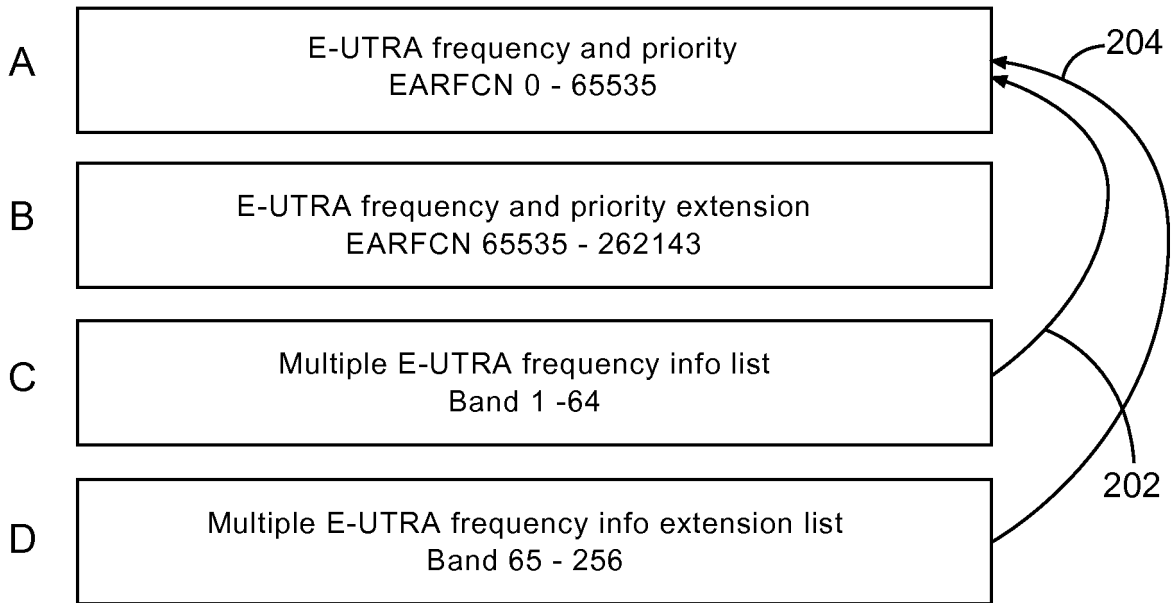 A
E-UTRA frequency and priority
EARFCN 0 - 65535
204
B
E-UTRA frequency and priority extension
EARFCN 65535 - 262143
C
Multiple E-UTRA frequency info list
Band 1 -64
202
D
Multiple E-UTRA frequency info extension list
Band 65 - 256